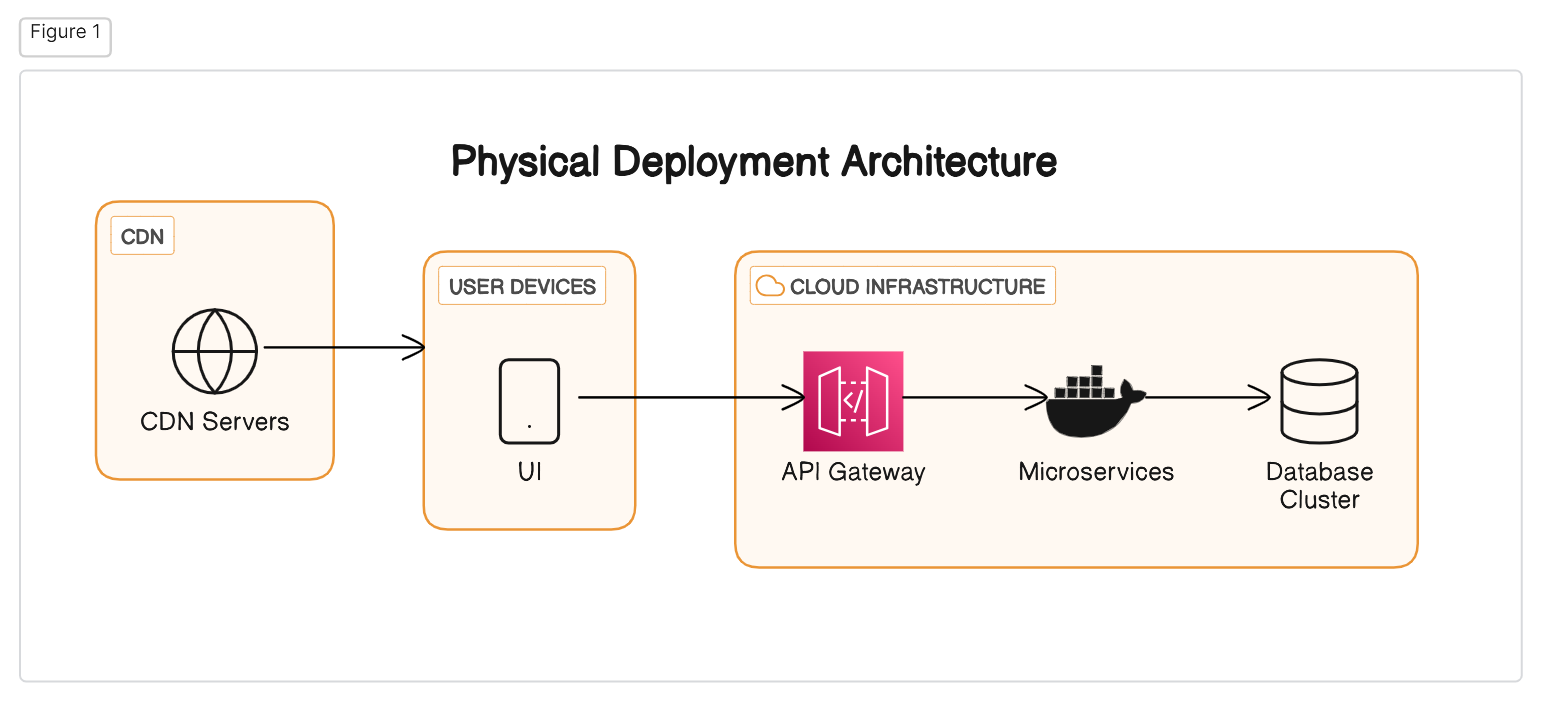 Figure 1
Physical Deployment Architecture
CDN
CDN Servers
USER DEVICES
UI
CLOUD INFRASTRUCTURE
API Gateway
Microservices
Database
Cluster